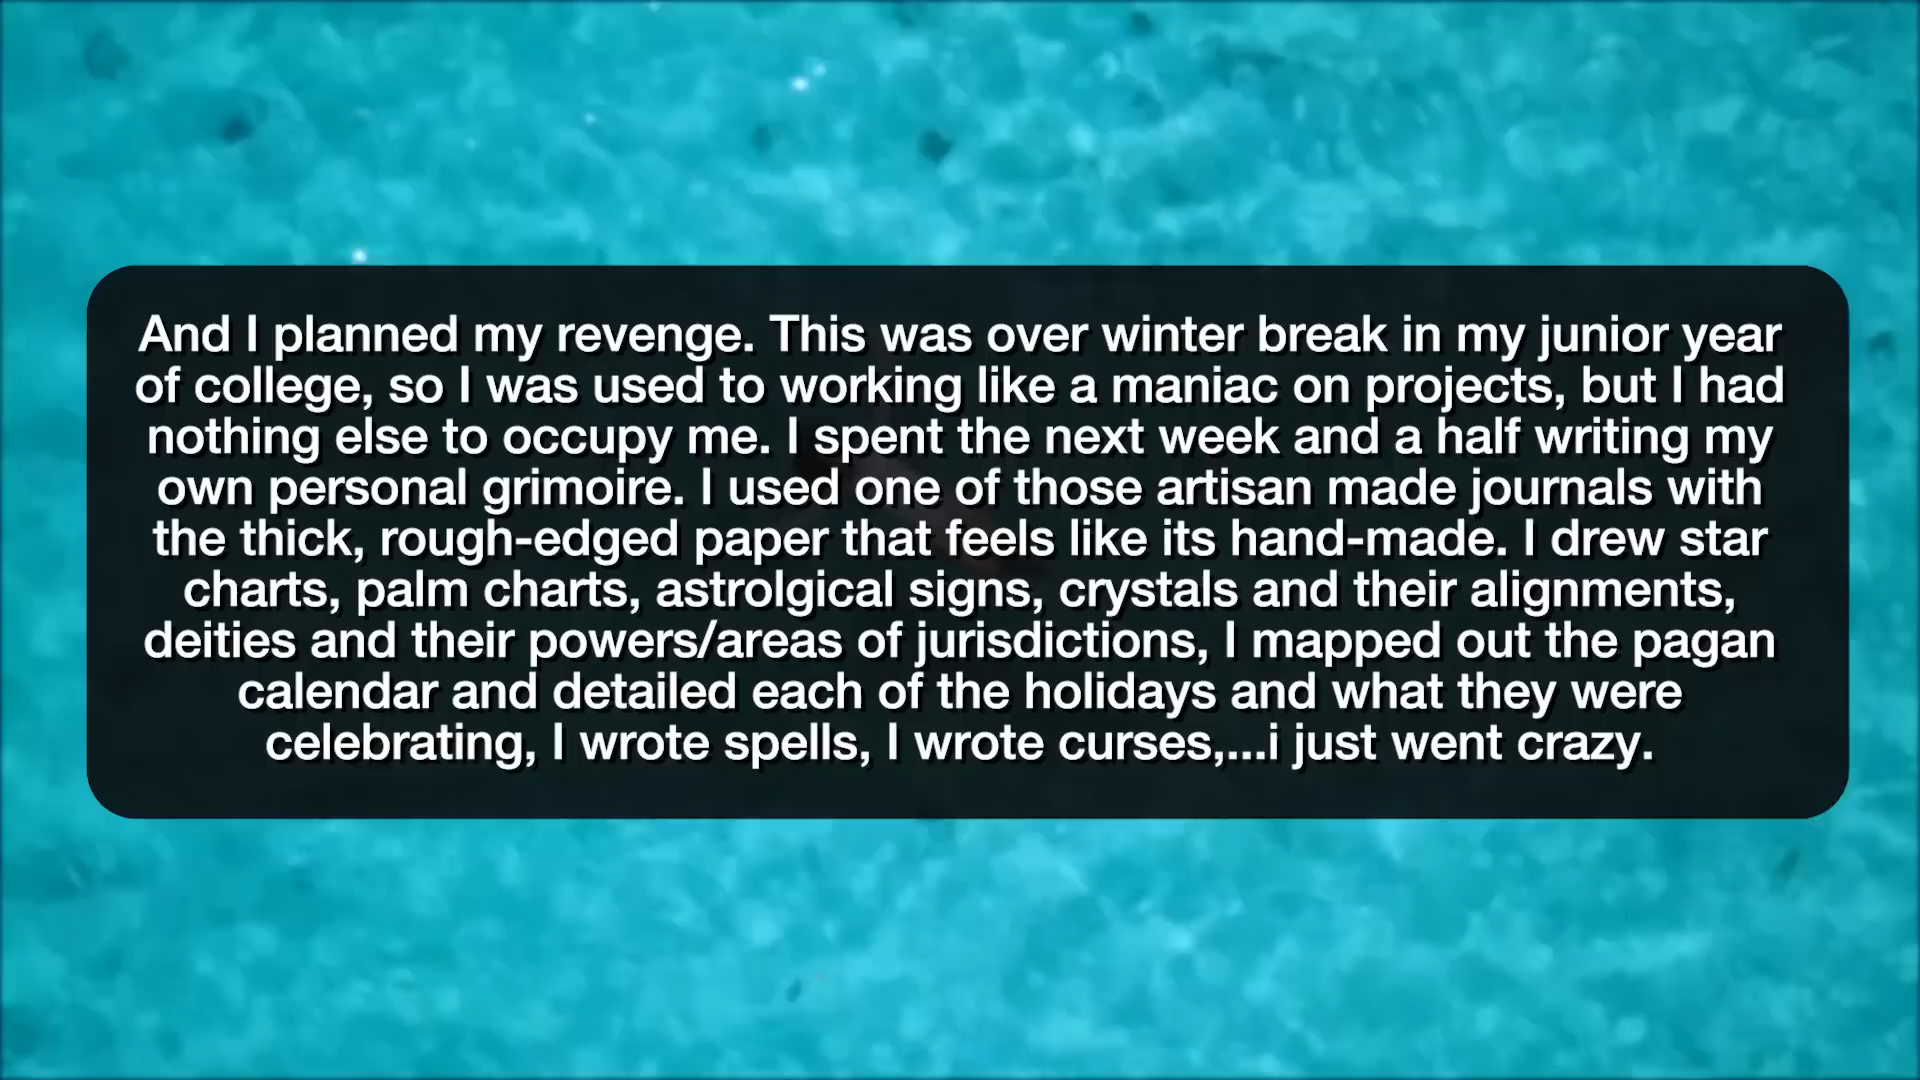 And I planned my revenge. This was over winter break in my junior year
of college, so I was used to working like a maniac on projects, but I had
nothing else to occupy me. I spent the next week and a half writing my
own personal grimoire. I used one of those artisan made journals with
the thick, rough-edged paper that feels like its hand-made. I drew star
charts, palm charts, astrolgical signs, crystals and their alignments,
deities and their powers/areas of jurisdictions, I mapped out the pagan
calendar and detailed each of the holidays and what they were
celebrating, I wrote spells, I wrote curses,...i just went crazy.